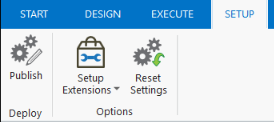 START DESIGN EXECUTE SETUP
Publish
Setup
Extensions
Reset
Settings
Deploy
Options